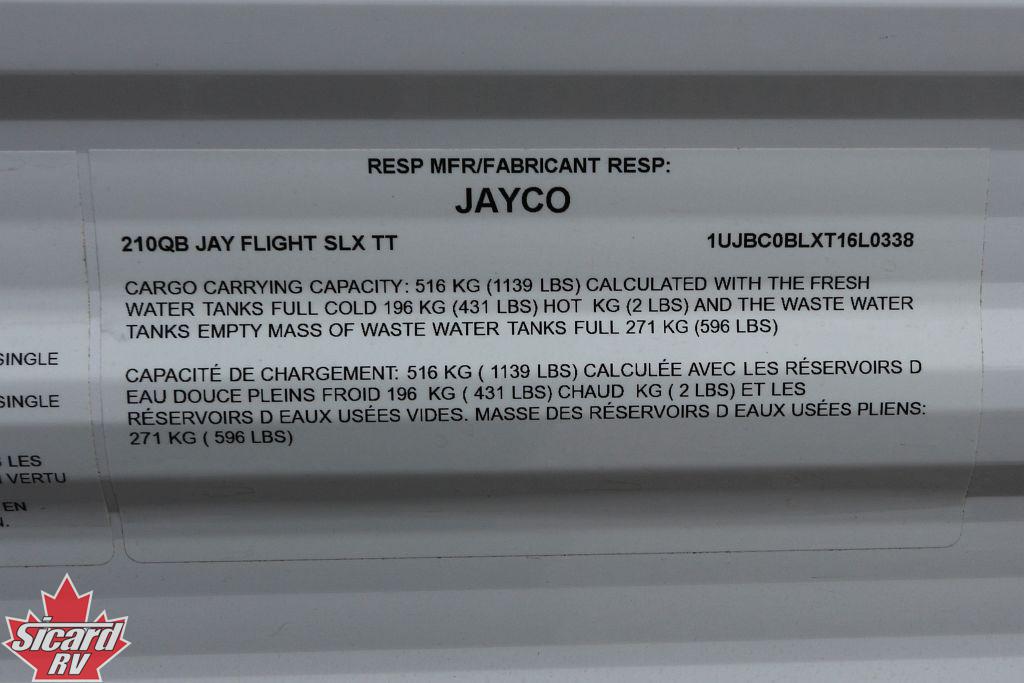 RESP MFR/FABRICANT RESP:
JAYCO
210QB JAY FLIGHT SLX TT 1UJBC0BLXT16L0338
CARGO CARRYING CAPACITY: 516 KG (1139 LBS) CALCULATED WITH THE FRESH
WATER TANKS FULL COLD 196 KG (431 LBS) HOT KG (2 LBS) AND THE WASTE WATER
TANKS EMPTY MASS OF WASTE WATER TANKS FULL 271 KG (596 LBS)
CAPACITÉ DE CHARGEMENT: 516 KG ( 1139 LBS) CALCULÉE AVEC LES RÉSERVOIRS D
EAU DOUCE PLEINS FROID 196 KG ( 431 LBS) CHAUD KG ( 2 LBS) ET LES
RÉSERVOIRS D EAUX USÉES VIDES. MASSE DES RÉSERVOIRS D EAUX USÉES PLIENS:
271 KG ( 596 LBS)
SINGLE
SINGLE
LES
VERTU
EN
Sicard
RV